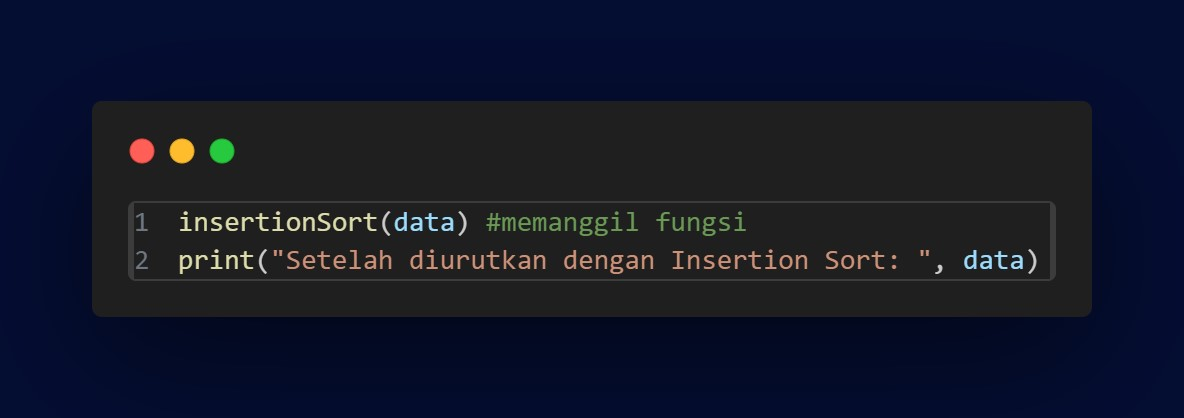 1 insertionSort(data) #memanggil fungsi
2 print("Setelah diurutkan dengan Insertion Sort: ", data)